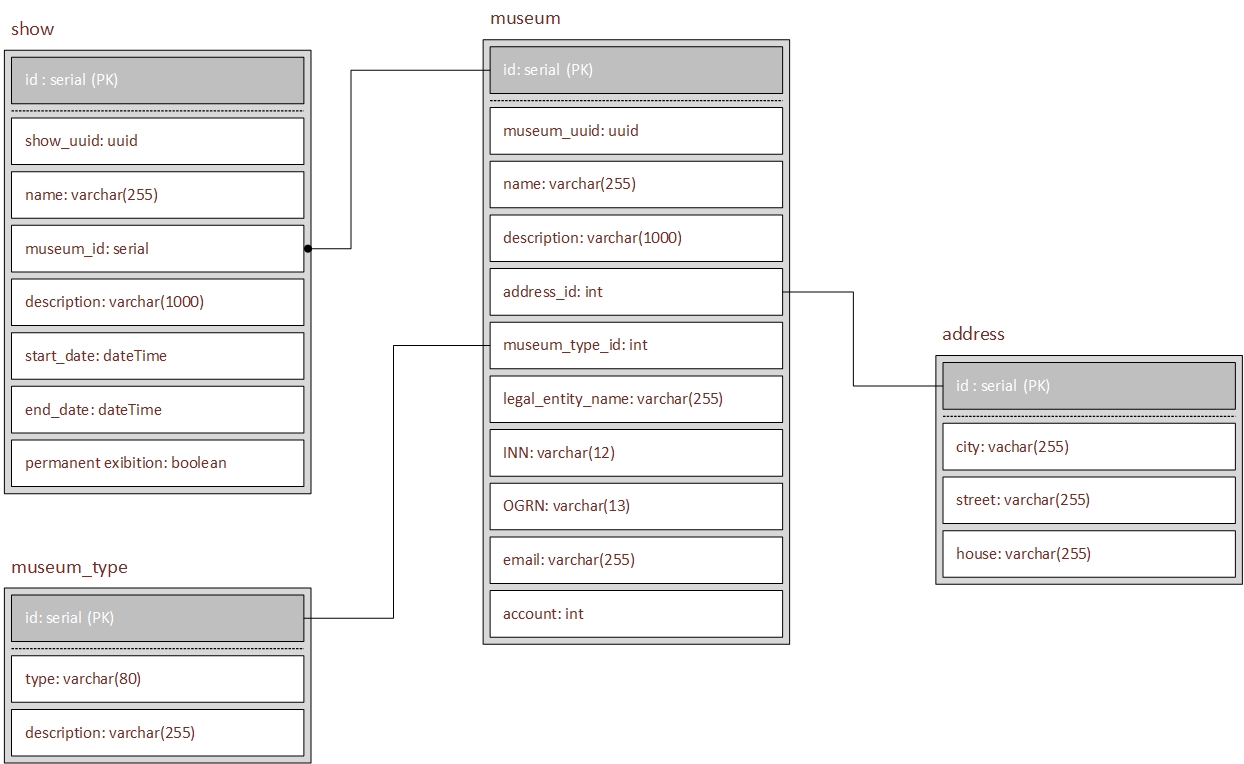 show
id : serial (PK)
show_uuid: uuid
name: varchar(255)
museum_id: serial
description: varchar(1000)
start_date: dateTime
end_date: dateTime
permanent exibition: boolean
museum_type
id: serial (PK)
type: varchar(80)
description: varchar(255)
museum
id: serial (PK)
museum_uuid: uuid
name: varchar(255)
description: varchar(1000)
address_id: int
museum_type_id: int
legal_entity_name: varchar(255)
INN: varchar(12)
OGRN: varchar(13)
email: varchar(255)
account: int
address
id : serial (PK)
city: vachar(255)
street: varchar(255)
house: varchar(255)